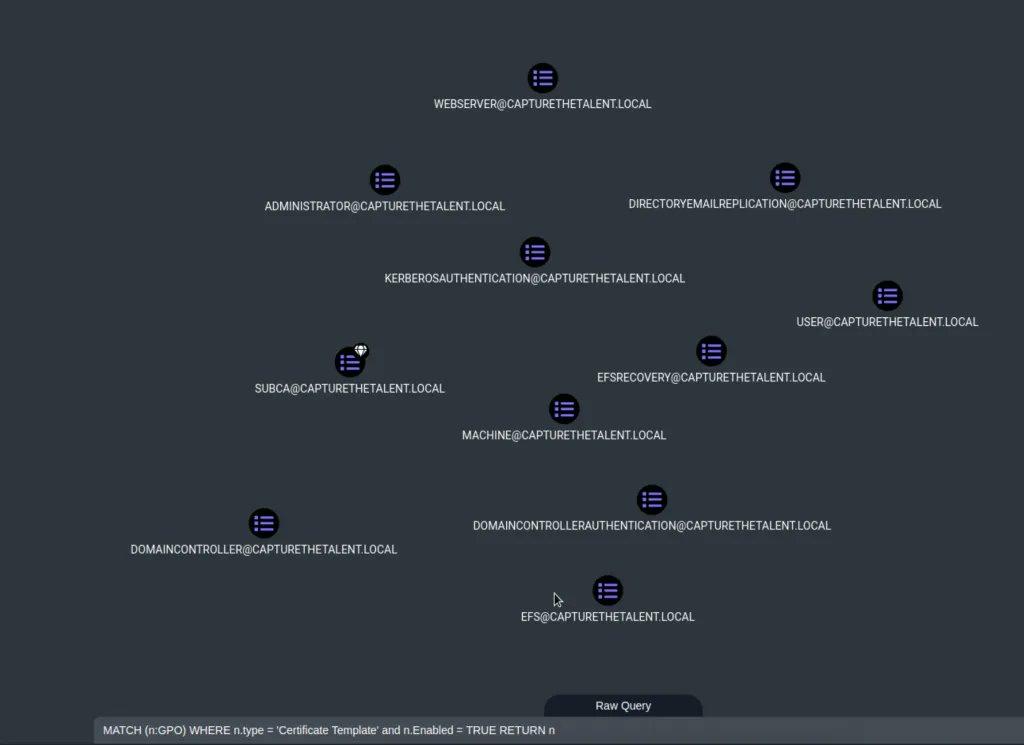 WEBSERVER@CAPTURETHETALENT.LOCAL
ADMINISTRATOR@CAPTURETHETALENT.LOCAL
DIRECTORYEMAILREPLICATION@CAPTURETHETALENT.LOCAL
KERBEROSAUTHENTICATION@CAPTURETHETALENT.LOCAL
USER@CAPTURETHETALENT.LOCAL
SUBCA@CAPTURETHETALENT.LOCAL
EFSRECOVERY@CAPTURETHETALENT.LOCAL
MACHINE@CAPTURETHETALENT.LOCAL
DOMAINCONTROLLERAUTHENTICATION@CAPTURETHETALENT.LOCAL
DOMAINCONTROLLER@CAPTURETHETALENT.LOCAL
EFS@CAPTURETHETALENT.LOCAL
Raw Query
MATCH (n:GPO) WHERE n.type = 'Certificate Template' and n.Enabled = TRUE RETURN n